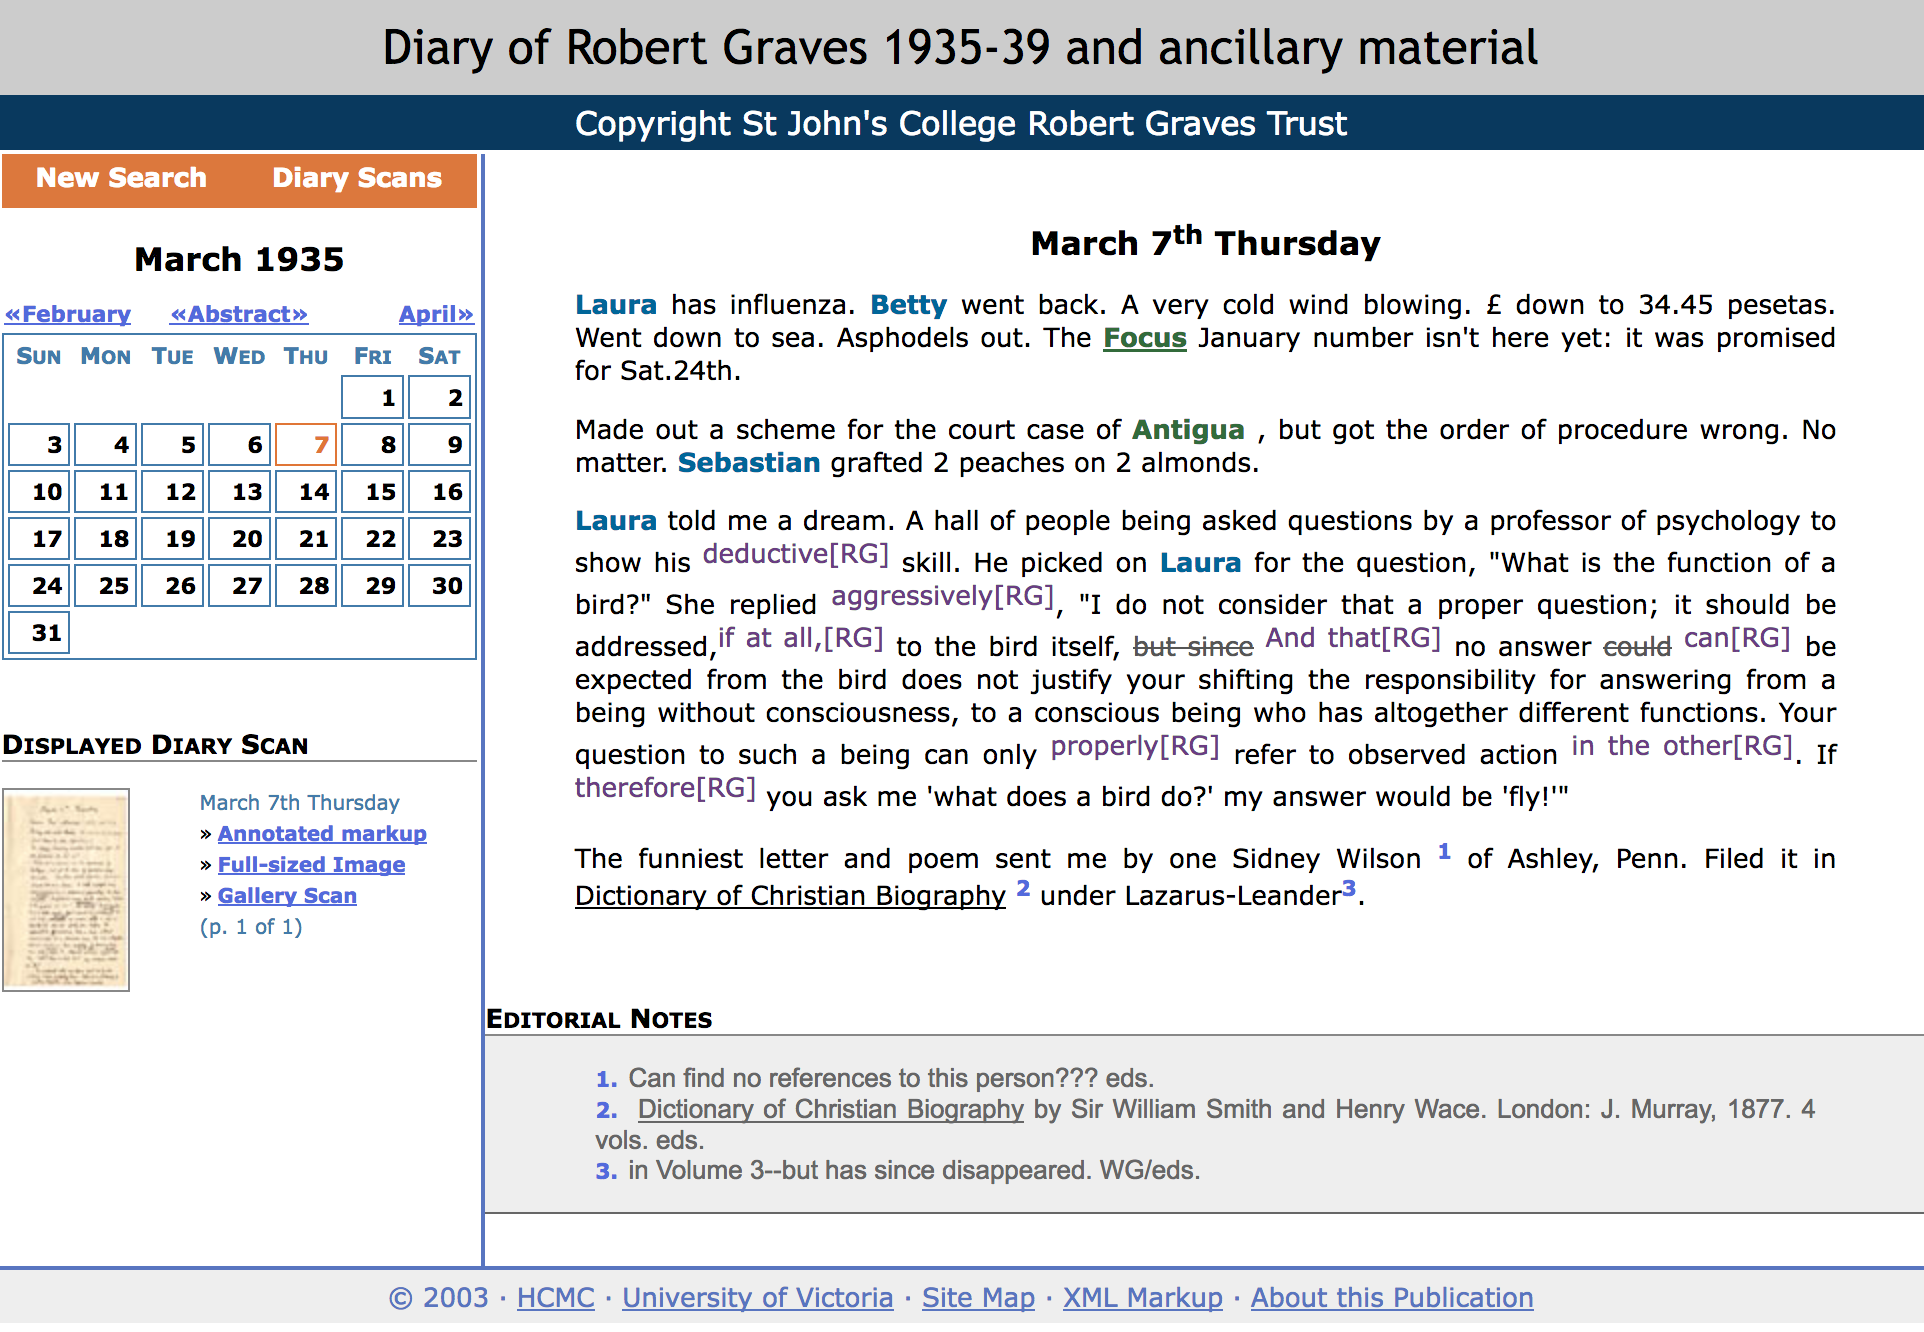 Diary of Robert Graves 1935-39 and ancillary material
Copyright St John's College Robert Graves Trust
New Search Diary Scans
March 1935
«February «Abstract» April»
SUN MON TUE WED THU FRI SAT
1 2
3 4 5 6 7 8 9
10 11 12 13 14 15 16
17 18 19 20 21 22 23
24 25 26 27 28 29 30
31
DISPLAYED DIARY SCAN
March 7th Thursday
» Annotated markup
» Full-sized Image
» Gallery Scan
(p. 1 of 1)
March 7th Thursday
Laura has influenza. Betty went back. A very cold wind blowing. £ down to 34.45 pesetas.
Went down to sea. Asphodels out. The Focus January number isn't here yet: it was promised
for Sat.24th.
Made out a scheme for the court case of Antigua , but got the order of procedure wrong. No
matter. Sebastian grafted 2 peaches on 2 almonds.
Laura told me a dream. A hall of people being asked questions by a professor of psychology to
show his deductive[RG] skill. He picked on Laura for the question, "What is the function of a
bird?" She replied aggressively[RG], "I do not consider that a proper question; it should be
addressed,if at all,[RG] to the bird itself, but since And that[RG] no answer could can[RG] be
expected from the bird does not justify your shifting the responsibility for answering from a
being without consciousness, to a conscious being who has altogether different functions. Your
question to such a being can only properly[RG] refer to observed action in the other[RG]. If
therefore[RG] you ask me 'what does a bird do?' my answer would be 'fly!'"
The funniest letter and poem sent me by one Sidney Wilson 1 of Ashley, Penn. Filed it in
Dictionary of Christian Biography 2 under Lazarus-Leander3.
EDITORIAL NOTES
1. Can find no references to this person??? eds.
2. Dictionary of Christian Biography by Sir William Smith and Henry Wace. London: J. Murray, 1877. 4
vols. eds.
3. in Volume 3--but has since disappeared. WG/eds.
© 2003 · HCMC · University of Victoria · Site Map · XML Markup · About this Publication